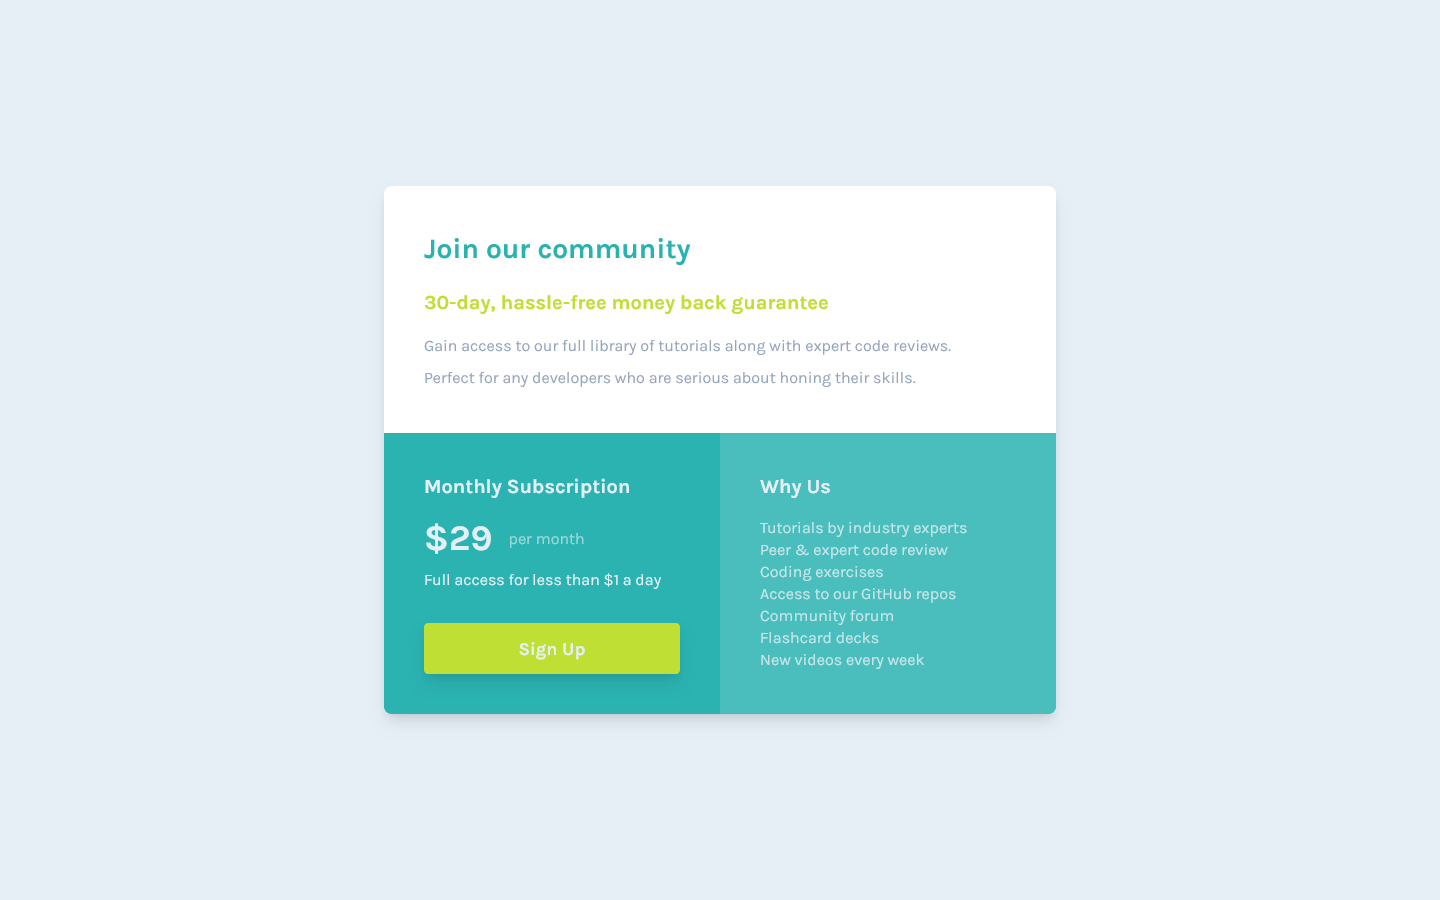 Join our community
30-day, hassle-free money back guarantee
Gain access to our full library of tutorials along with expert code reviews.
Perfect for any developers who are serious about honing their skills.
Monthly Subscription
$29 per month
Full access for less than $1 a day
Sign Up
Why Us
Tutorials by industry experts
Peer & expert code review
Coding exercises
Access to our GitHub repos
Community forum
Flashcard decks
New videos every week